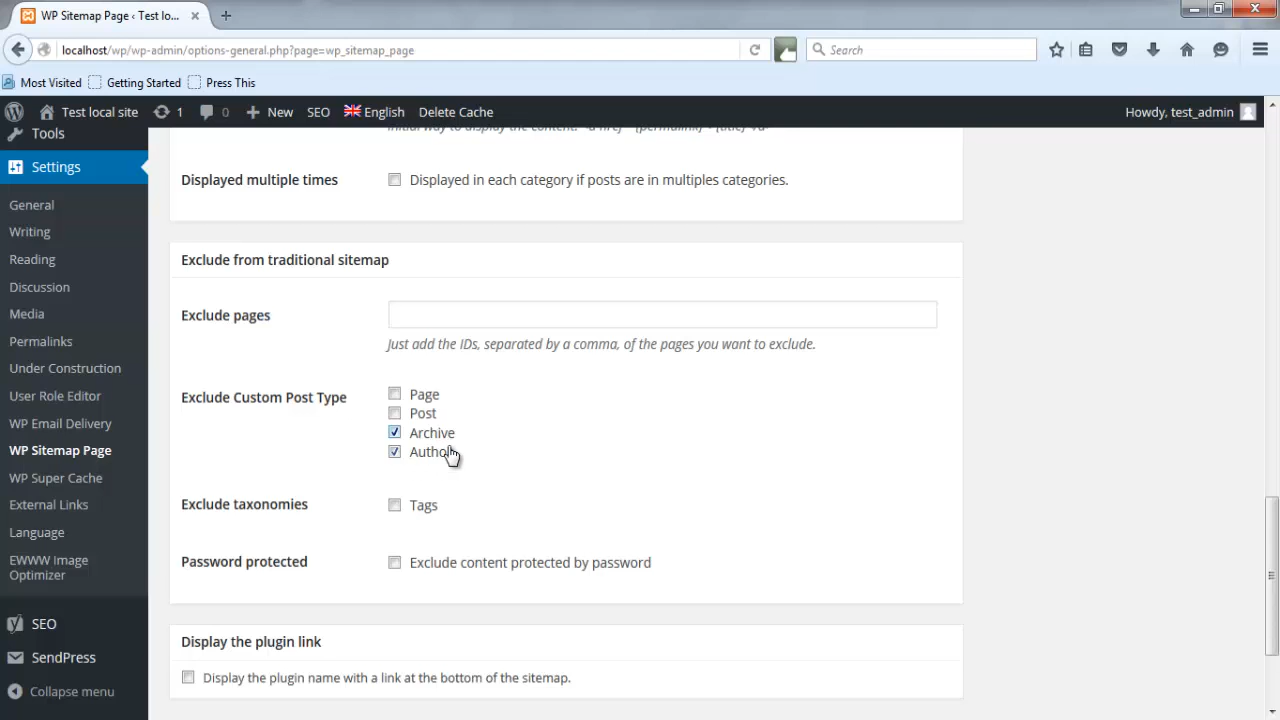 WP Sitemap Page ‹ Test lo...
localhost/wp/wp-admin/options-general.php?page=wp_sitemap_page
Search
Most Visited Getting Started Press This
Test local site 1 0 New SEO English Delete Cache Howdy, test_admin
Tools
Settings
General
Writing
Reading
Discussion
Media
Permalinks
Under Construction
User Role Editor
WP Email Delivery
WP Sitemap Page
WP Super Cache
External Links
Language
EWWW Image
Optimizer
SEO
SendPress
Collapse menu
Displayed multiple times Displayed in each category if posts are in multiples categories.
Exclude from traditional sitemap
Exclude pages
Just add the IDs, separated by a comma, of the pages you want to exclude.
Exclude Custom Post Type Page
Post
Archive
Author
Exclude taxonomies Tags
Password protected Exclude content protected by password
Display the plugin link
Display the plugin name with a link at the bottom of the sitemap.